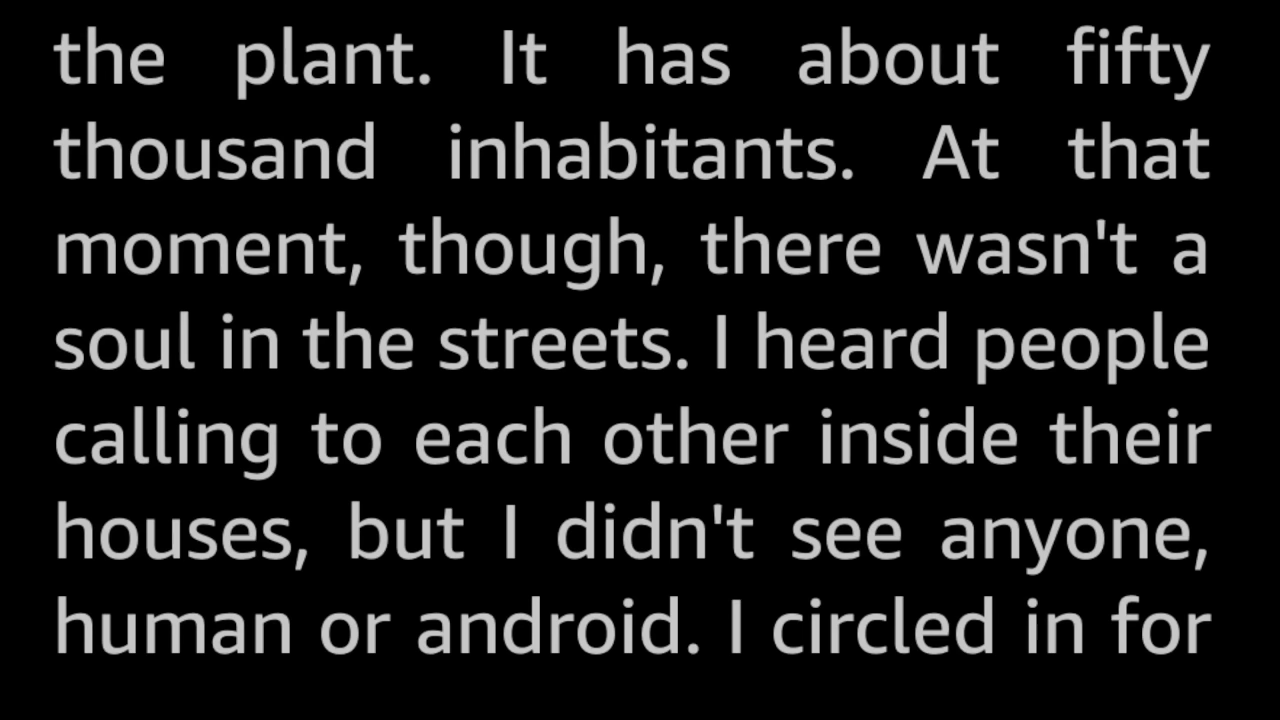 the plant. It has about fifty
thousand inhabitants. At that
moment, though, there wasn't a
soul in the streets. I heard people
calling to each other inside their
houses, but I didn't see anyone,
human or android. I circled in for